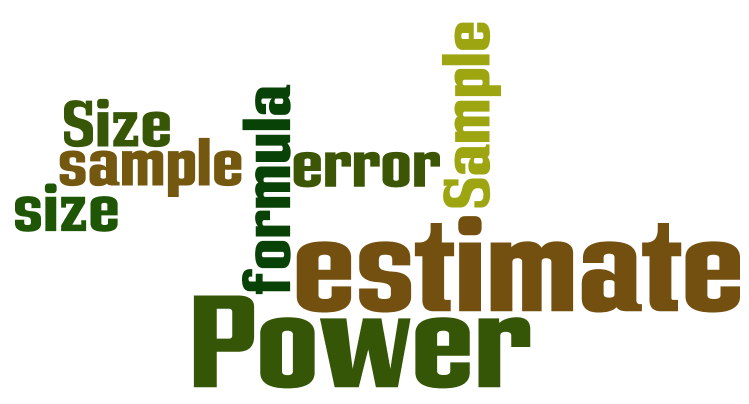 Sample
Size
formula
sample
error
size
estimate
Power